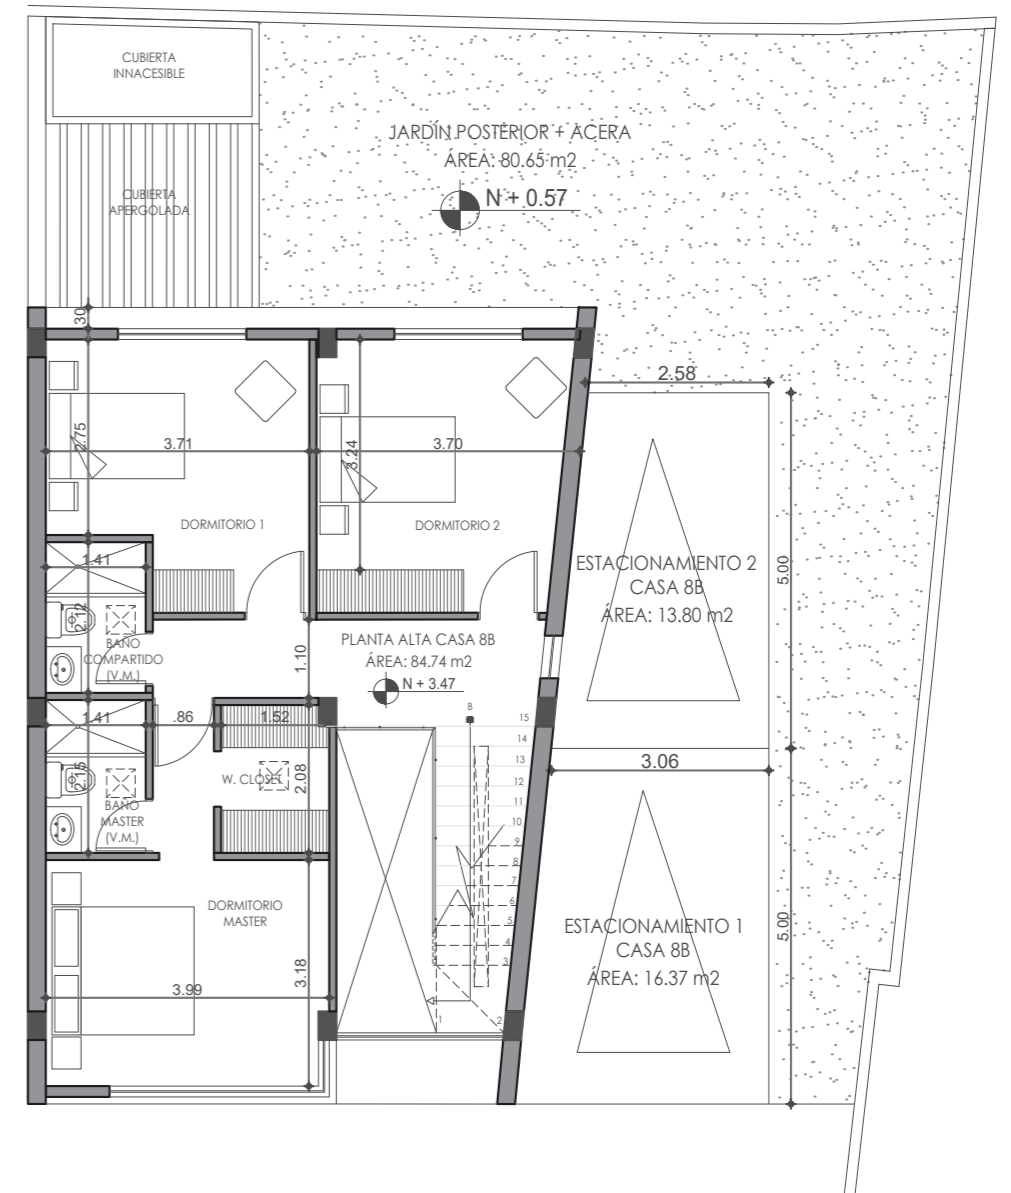 CUBIERTA
INNACESIBLE
JARDÍN POSTERIOR + ACERA
ÁREA: 80.65 m2
CUBIERTA
APERGOLADA
N + 0.57
.30
2.58
2.75
3.71
3.24
3.70
DORMITORIO 1
DORMITORIO 2
1.41
ESTACIONAMIENTO 2
CASA 8B
ÁREA: 13.80 m2
5.00
2.12
BAÑO
COMPARTIDO
(V.M.)
1.10
PLANTA ALTA CASA 8B
ÁREA: 84.74 m2
N + 3.47
1.41
.86
1.52
B
15
14
13
12
11
10
9
8
7
6
5
4
3
2
1
3.06
W. CLOSET
2.08
2.15
BAÑO
MASTER
(V.M.)
DORMITORIO
MASTER
ESTACIONAMIENTO 1
CASA 8B
ÁREA: 16.37 m2
5.00
3.99
3.18